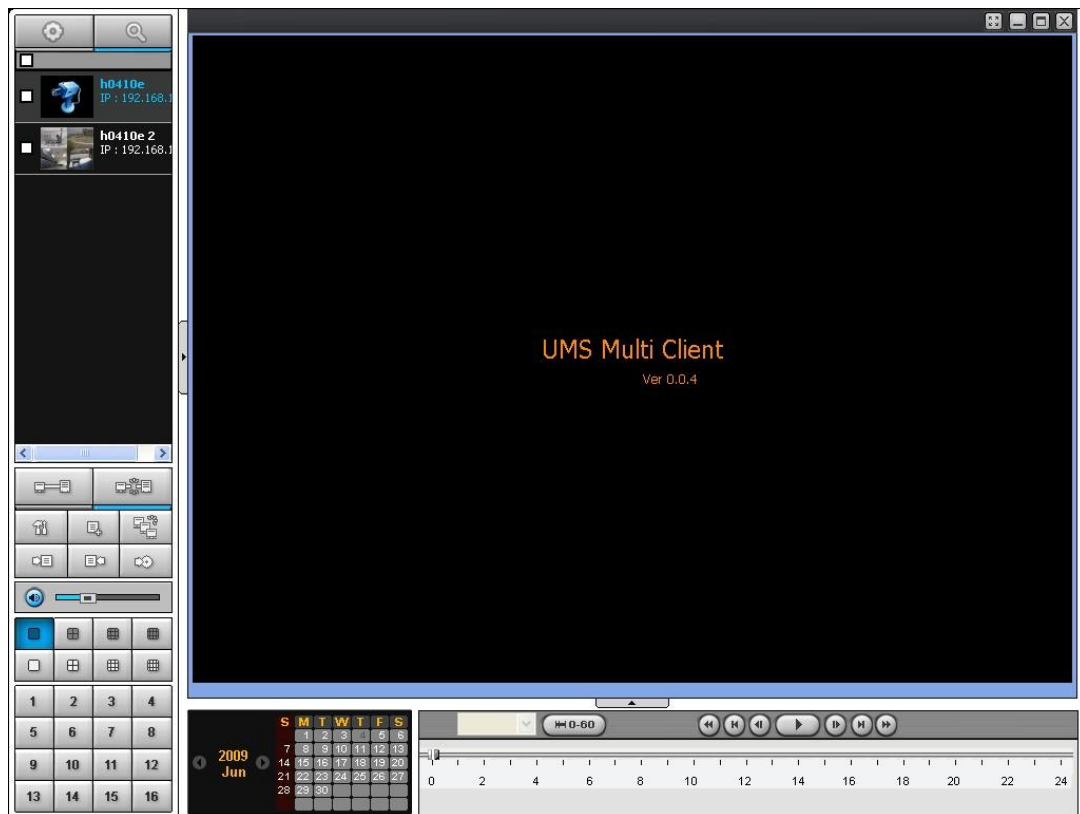 h0410e
IP : 192.168.1
h0410e 2
IP : 192.168.1
UMS Multi Client
Ver 0.0.4
1 2 3 4
5 6 7 8
9 10 11 12
13 14 15 16
2009
Jun
S M T W T F S
1 2 3 4 5 6
7 8 9 10 11 12 13
14 15 16 17 18 19 20
21 22 23 24 25 26 27
28 29 30
0-60
0 2 4 6 8 10 12 14 16 18 20 22 24